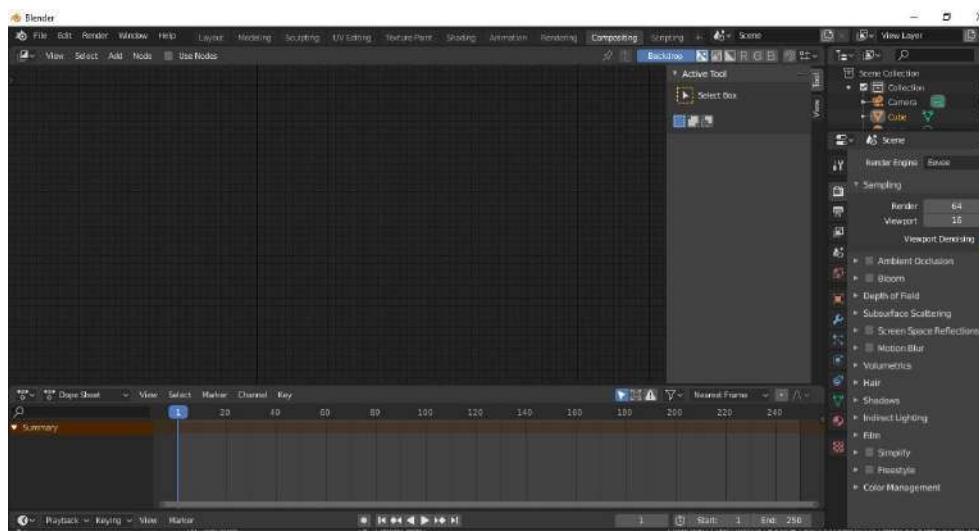 Blender
File Edit Render Window Help Layout Modeling Sculpting UV Editing Texture Paint Shading Animation Rendering Compositing Scripting + Scene View Layer
View Select Add Node Use Nodes Backdrop R G B
Active Tool
Select Box
Tool
View
Scene Collection
Collection
Camera
Cube
Scene
Render Engine Eevee
Sampling
Render 64
Viewport 16
Viewport Denoising
Ambient Occlusion
Bloom
Depth of Field
Subsurface Scattering
Screen Space Reflections
Motion Blur
Volumetrics
Hair
Shadows
Indirect Lighting
Film
Simplify
Freestyle
Color Management
Dope Sheet View Select Marker Channel Key Nearest Frame
1 20 40 60 80 100 120 140 160 180 200 220 240
Summary
Playback Keying View Marker 1 Start: 1 End: 250